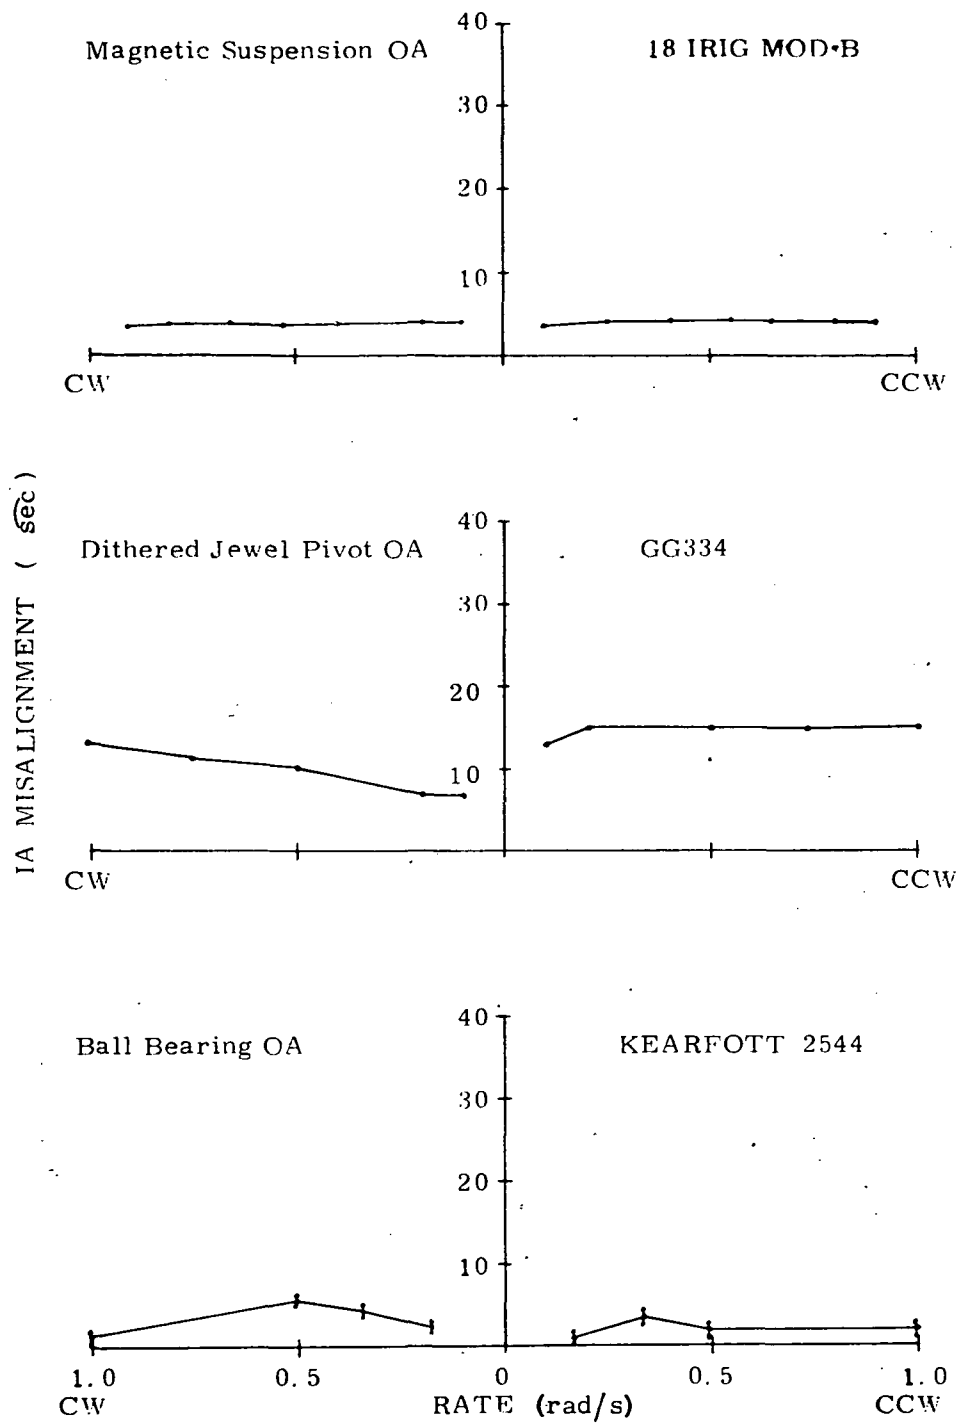 Magnetic Suspension OA
18 IRIG MOD-B
40
30
20
10
CW
CCW
IA MISALIGNMENT ( sec )
Dithered Jewel Pivot OA
GG334
40
30
20
10
CW
CCW
Ball Bearing OA
KEARFOTT 2544
40
30
20
10
1.0 0.5 0 0.5 1.0
CW
RATE (rad/s)
CCW